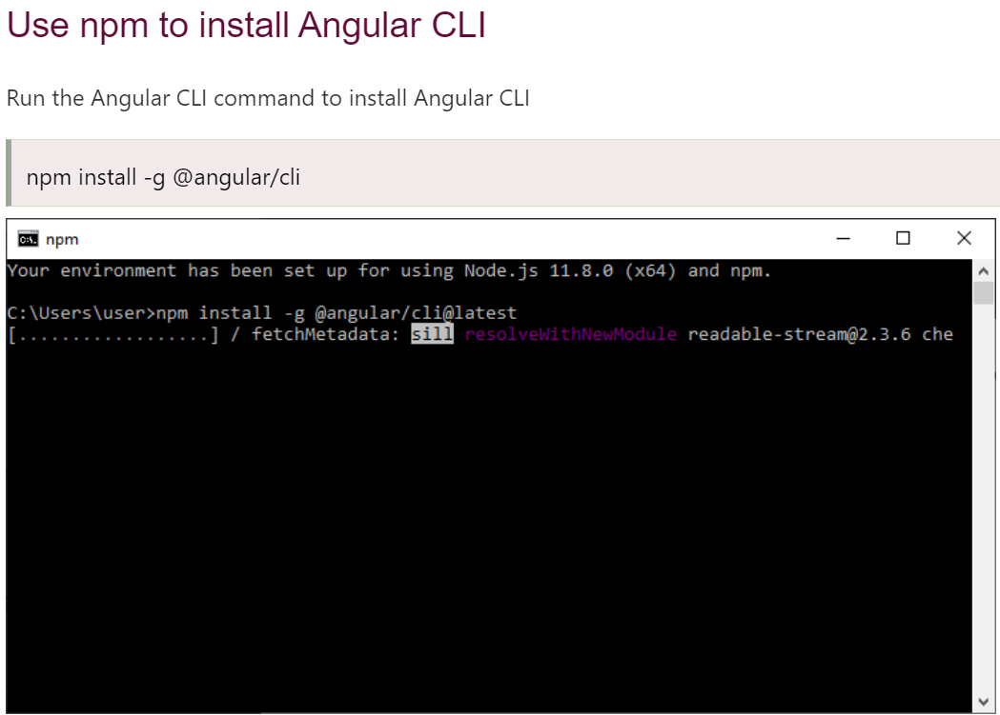 Use npm to install Angular CLI
Run the Angular CLI command to install Angular CLI
npm install -g @angular/cli
C:\. npm
Your environment has been set up for using Node.js 11.8.0 (x64) and npm.
C:\Users\user>npm install -g @angular/cli@latest
[..................] / fetchMetadata: sill resolveWithNewModule readable-stream@2.3.6 che